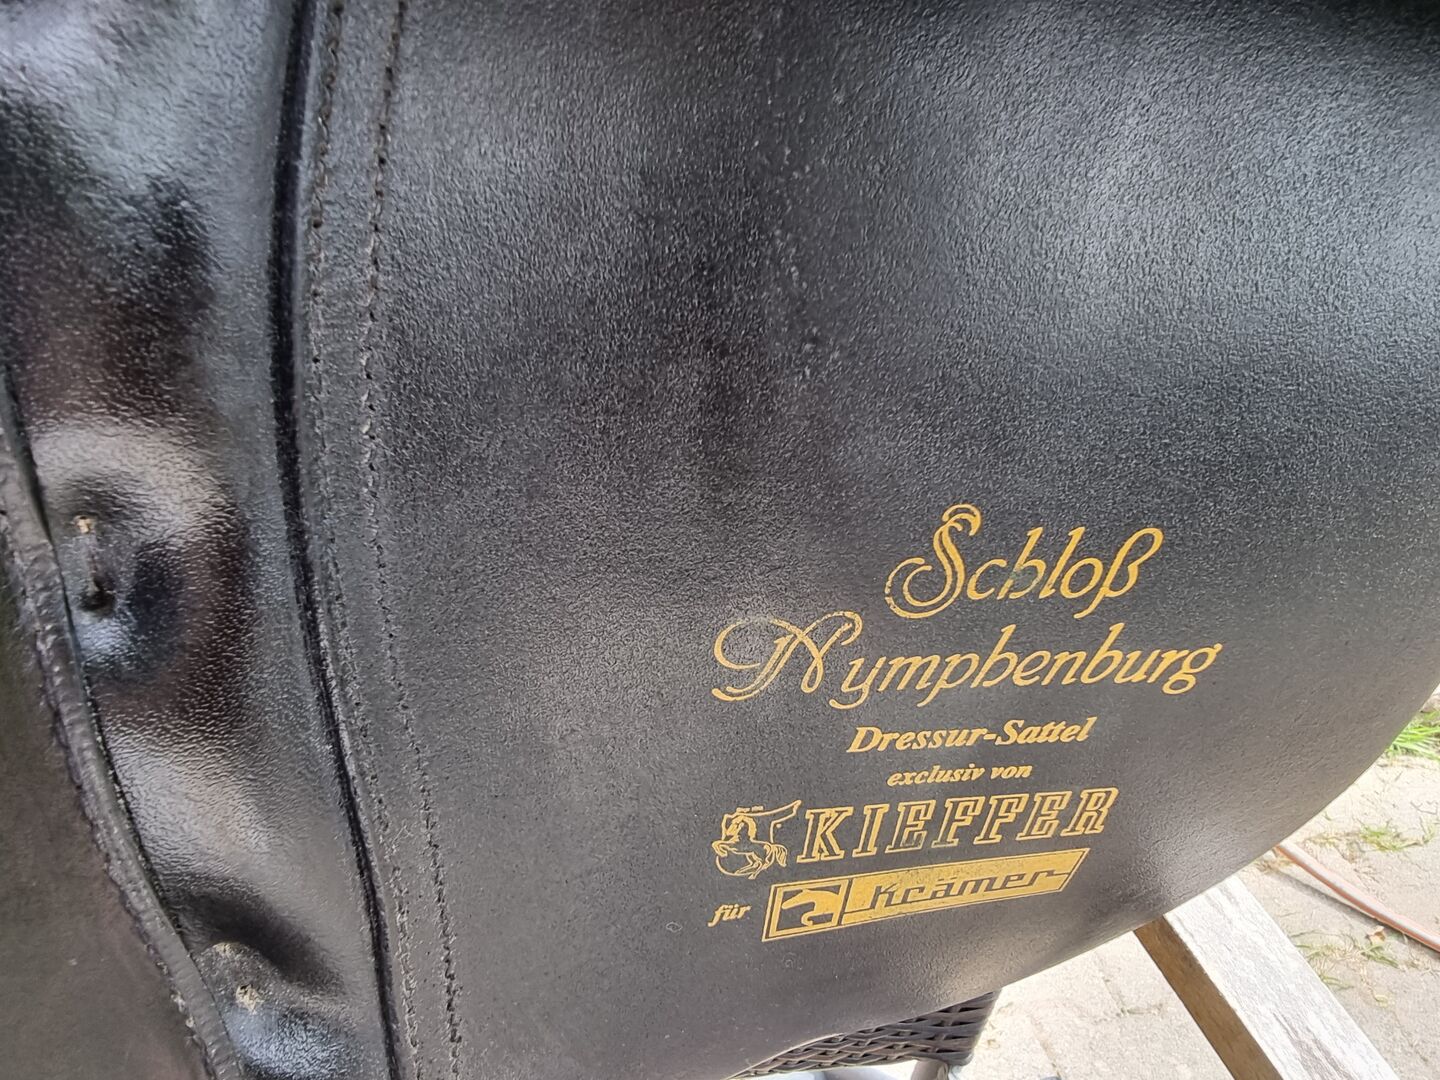 Schloß
Nymphenburg
Dressur-Sattel
exclusiv von
KIEFFER
für Krämer